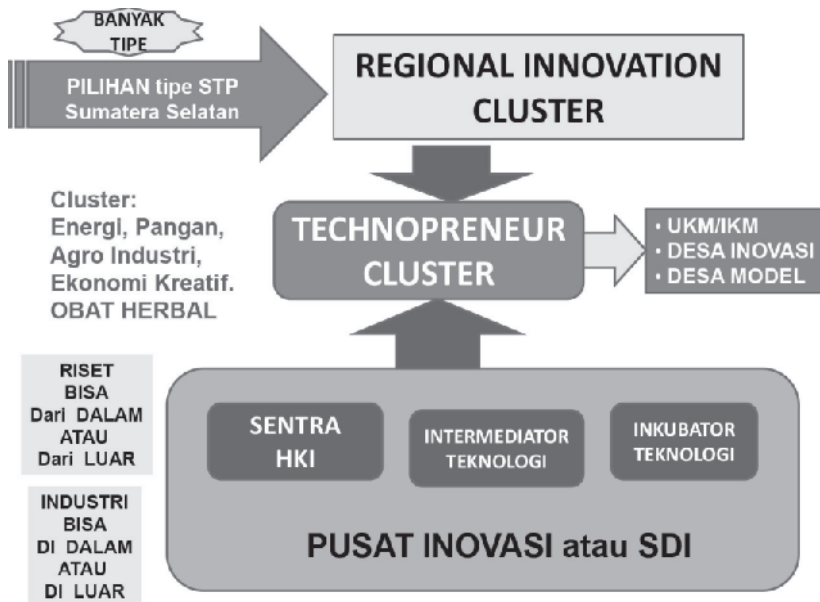 BANYAK
TIPE
PILIHAN tipe STP
Sumatera Selatan
REGIONAL INNOVATION
CLUSTER
Cluster:
Energi, Pangan,
Agro Industri,
Ekonomi Kreatif.
OBAT HERBAL
TECHNOPRENEUR
CLUSTER
• UKM/IKM
• DESA INOVASI
• DESA MODEL
RISET
BISA
Dari DALAM
ATAU
Dari LUAR
INDUSTRI
BISA
DI DALAM
ATAU
DI LUAR
SENTRA
HKI
INTERMEDIATOR
TEKNOLOGI
INKUBATOR
TEKNOLOGI
PUSAT INOVASI atau SDI